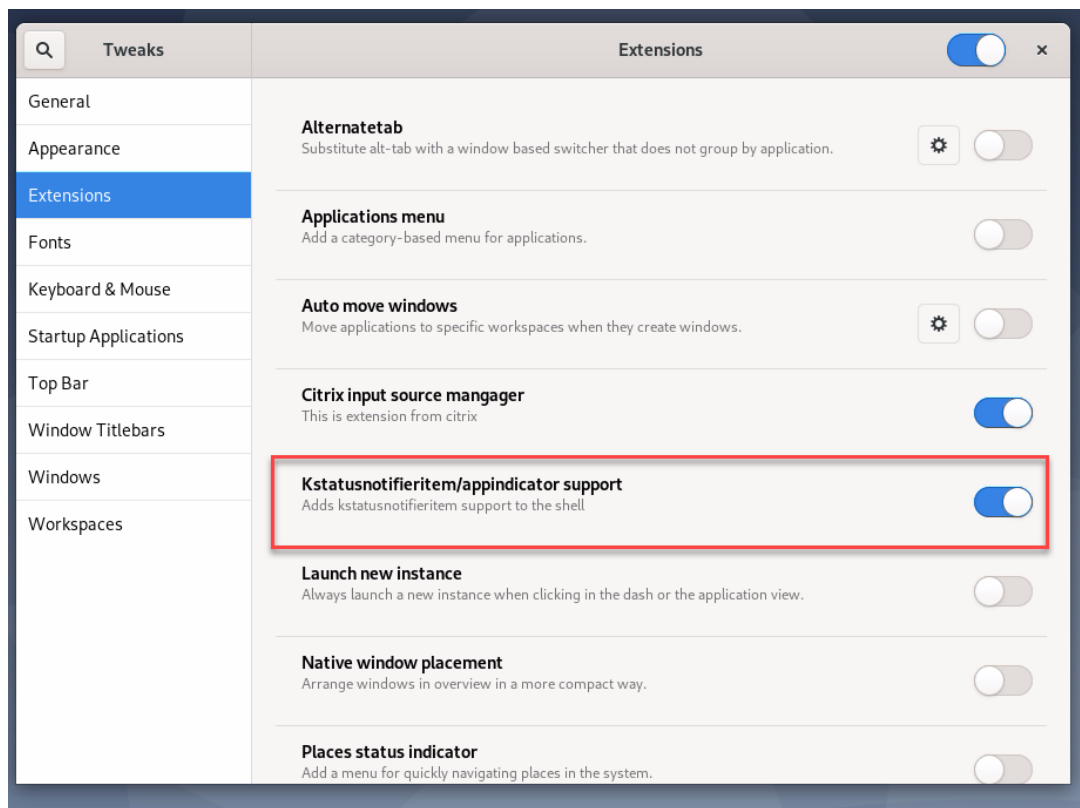 Tweaks
Extensions
General
Appearance
Extensions
Fonts
Keyboard & Mouse
Startup Applications
Top Bar
Window Titlebars
Windows
Workspaces
Alternatetab
Substitute alt-tab with a window based switcher that does not group by application.
Applications menu
Add a category-based menu for applications.
Auto move windows
Move applications to specific workspaces when they create windows.
Citrix input source mangager
This is extension from citrix
Kstatusnotifieritem/appindicator support
Adds kstatusnotifieritem support to the shell
Launch new instance
Always launch a new instance when clicking in the dash or the application view.
Native window placement
Arrange windows in overview in a more compact way.
Places status indicator
Add a menu for quickly navigating places in the system.